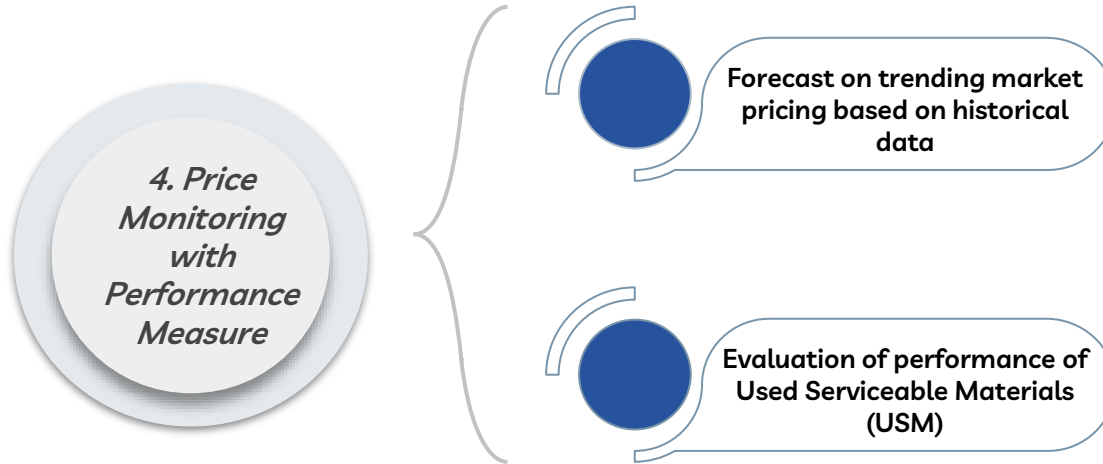 4. Price
Monitoring
with
Performance
Measure
Forecast on trending market
pricing based on historical
data
Evaluation of performance of
Used Serviceable Materials
(USM)